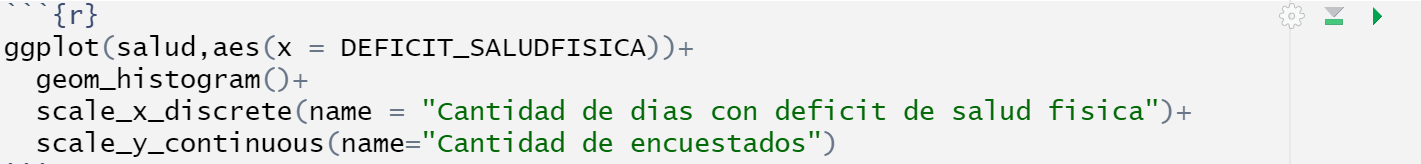 ```{r}
ggplot(salud,aes(x = DEFICIT_SALUDFISICA))+
  geom_histogram()+
  scale_x_discrete(name = "Cantidad de dias con deficit de salud fisica")+
  scale_y_continuous(name="Cantidad de encuestados")
```